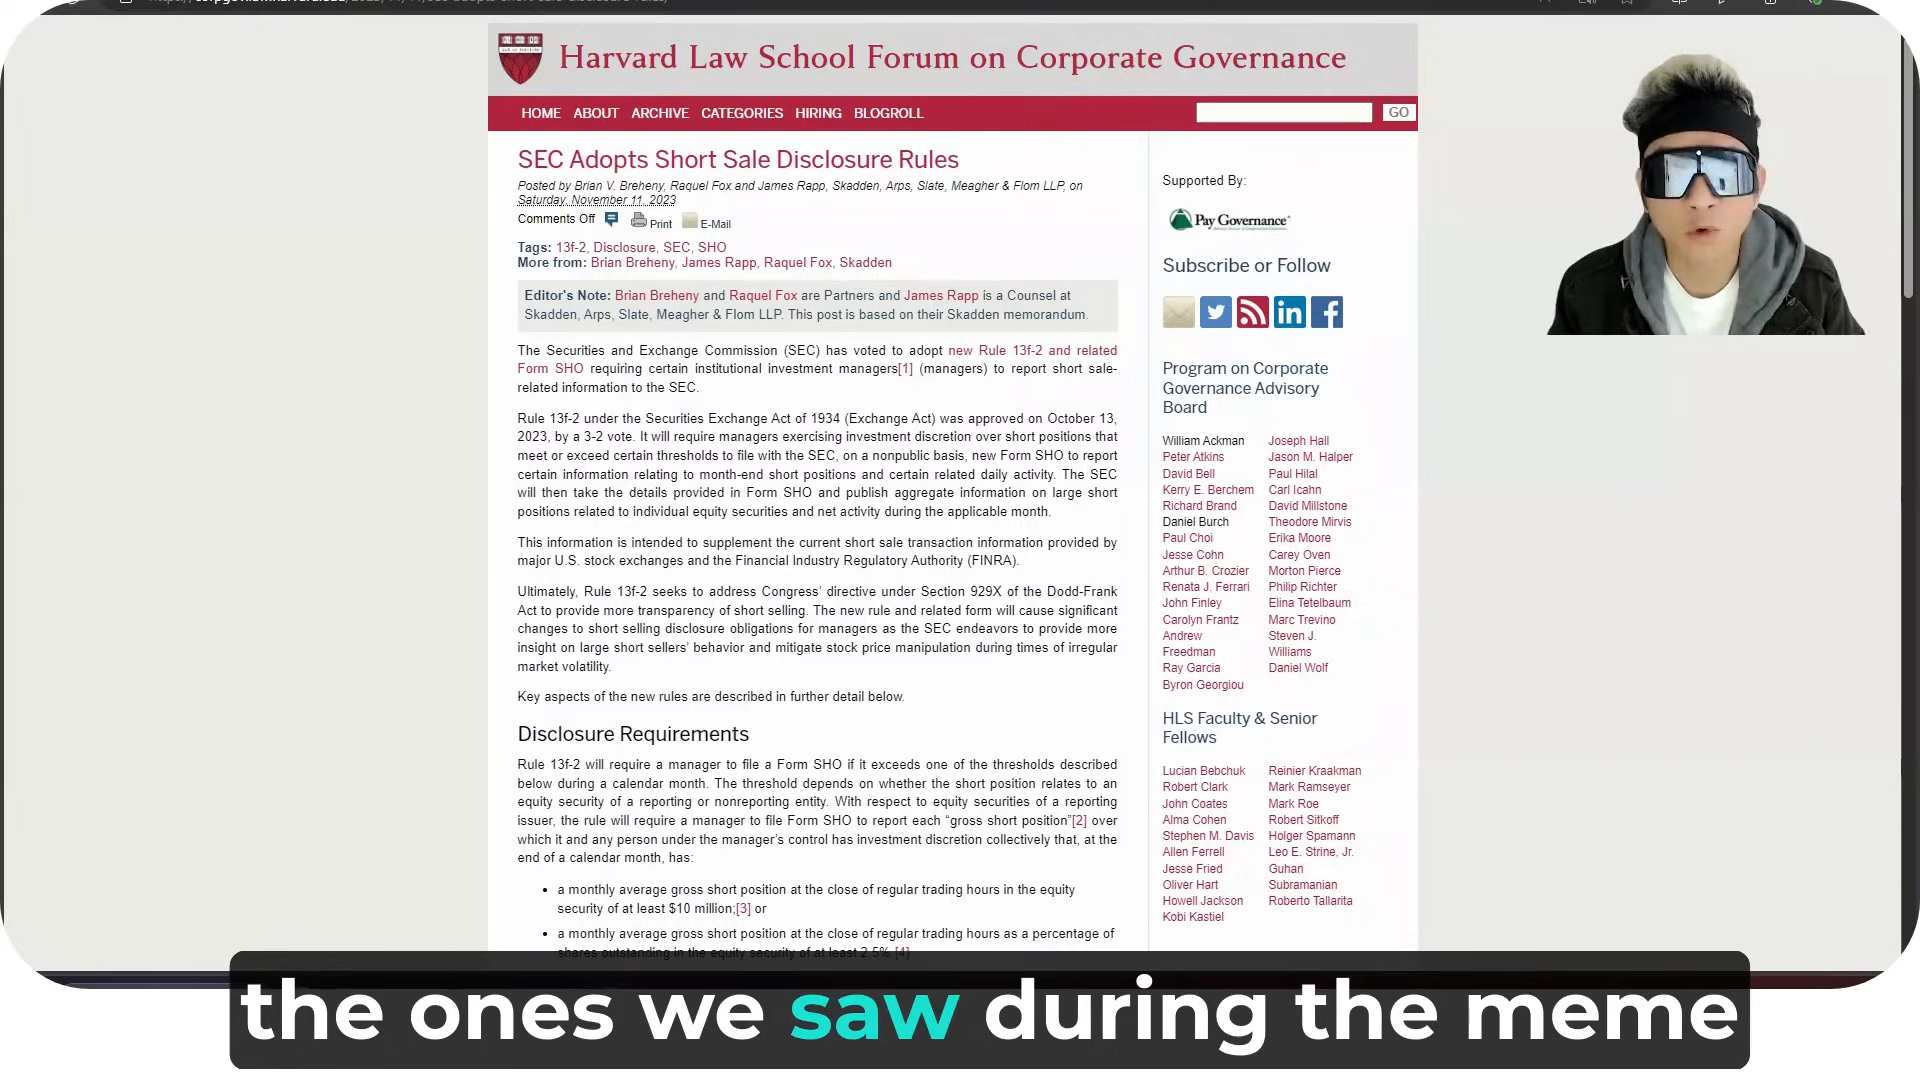 Harvard Law School Forum on Corporate Governance
HOME ABOUT ARCHIVE CATEGORIES HIRING BLOGROLL
GO
SEC Adopts Short Sale Disclosure Rules
Posted by Brian V. Breheny, Raquel Fox and James Rapp, Skadden, Arps, Slate, Meagher & Flom LLP, on
Saturday, November 11, 2023
Comments Off Print E-Mail
Tags: 13f-2, Disclosure, SEC, SHO
More from: Brian Breheny, James Rapp, Raquel Fox, Skadden
Editor's Note: Brian Breheny and Raquel Fox are Partners and James Rapp is a Counsel at
Skadden, Arps, Slate, Meagher & Flom LLP. This post is based on their Skadden memorandum.
The Securities and Exchange Commission (SEC) has voted to adopt new Rule 13f-2 and related
Form SHO requiring certain institutional investment managers[1] (managers) to report short sale-
related information to the SEC.
Rule 13f-2 under the Securities Exchange Act of 1934 (Exchange Act) was approved on October 13,
2023, by a 3-2 vote. It will require managers exercising investment discretion over short positions that
meet or exceed certain thresholds to file with the SEC, on a nonpublic basis, new Form SHO to report
certain information relating to month-end short positions and certain related daily activity. The SEC
will then take the details provided in Form SHO and publish aggregate information on large short
positions related to individual equity securities and net activity during the applicable month.
This information is intended to supplement the current short sale transaction information provided by
major U.S. stock exchanges and the Financial Industry Regulatory Authority (FINRA).
Ultimately, Rule 13f-2 seeks to address Congress' directive under Section 929X of the Dodd-Frank
Act to provide more transparency of short selling. The new rule and related form will cause significant
changes to short selling disclosure obligations for managers as the SEC endeavors to provide more
insight on large short sellers' behavior and mitigate stock price manipulation during times of irregular
market volatility.
Key aspects of the new rules are described in further detail below.
Disclosure Requirements
Rule 13f-2 will require a manager to file a Form SHO if it exceeds one of the thresholds described
below during a calendar month. The threshold depends on whether the short position relates to an
equity security of a reporting or nonreporting entity. With respect to equity securities of a reporting
issuer, the rule will require a manager to file Form SHO to report each “gross short position”[2] over
which it and any person under the manager's control has investment discretion collectively that, at the
end of a calendar month, has:
• a monthly average gross short position at the close of regular trading hours in the equity
security of at least $10 million;[3] or
• a monthly average gross short position at the close of regular trading hours as a percentage of
shares outstanding in the equity security of at least 2.5%.[4]
Supported By:
Pay Governance
Subscribe or Follow
Program on Corporate
Governance Advisory
Board
William Ackman
Peter Atkins
David Bell
Kerry E. Berchem
Richard Brand
Daniel Burch
Paul Choi
Jesse Cohn
Arthur B. Crozier
Renata J. Ferrari
John Finley
Carolyn Frantz
Andrew
Freedman
Ray Garcia
Byron Georgiou
Joseph Hall
Jason M. Halper
Paul Hilal
Carl Icahn
David Millstone
Theodore Mirvis
Erika Moore
Carey Oven
Morton Pierce
Philip Richter
Elina Tetelbaum
Marc Trevino
Steven J.
Williams
Daniel Wolf
HLS Faculty & Senior
Fellows
Lucian Bebchuk
Robert Clark
John Coates
Alma Cohen
Stephen M. Davis
Allen Ferrell
Jesse Fried
Oliver Hart
Howell Jackson
Kobi Kastiel
Reinier Kraakman
Mark Ramseyer
Mark Roe
Robert Sitkoff
Holger Spamann
Leo E. Strine, Jr.
Guhan
Subramanian
Roberto Tallarita
the ones we saw during the meme